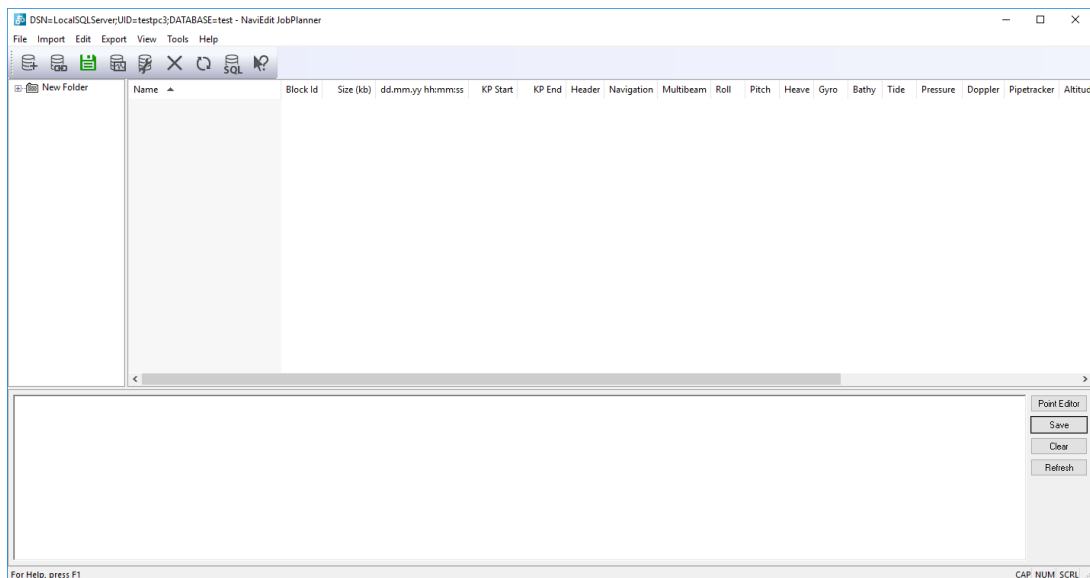 DSN=LocalSQLServer;UID=testpc3;DATABASE=test - NaviEdit JobPlanner
File Import Edit Export View Tools Help
SQL
New Folder
Name Block Id Size (kb) dd.mm.yy hh:mm:ss KP Start KP End Header Navigation Multibeam Roll Pitch Heave Gyro Bathy Tide Pressure Doppler Pipetracker Altitud
Point Editor
Save
Clear
Refresh
For Help, press F1 CAP NUM SCRL